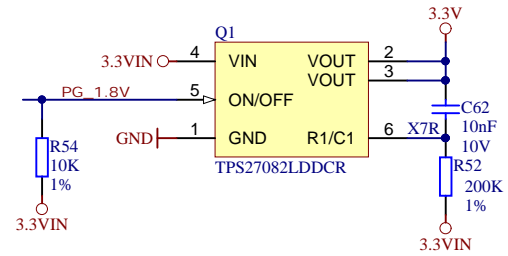 3.3V
Q1
3.3VIN 4 VIN VOUT 2
VOUT 3
PG_1.8V 5 ON/OFF
C62
10nF
10V
GND 1 GND R1/C1 6 X7R
R54
10K
1%
TPS27082LDDCR
R52
200K
1%
3.3VIN
3.3VIN